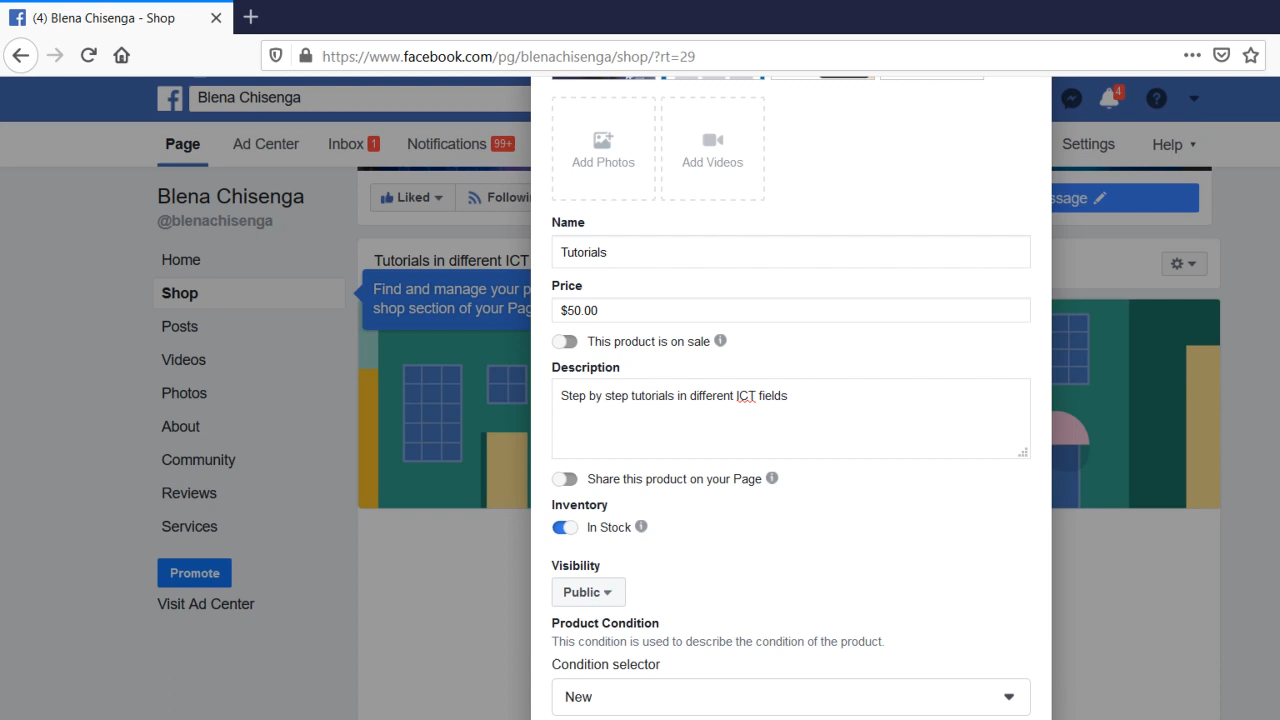 (4) Blena Chisenga - Shop
https://www.facebook.com/pg/blenachisenga/shop/?rt=29
Blena Chisenga
4
Page Ad Center Inbox 1 Notifications 99+ Settings Help
Blena Chisenga
@blenachisenga
Home
Shop
Posts
Videos
Photos
About
Community
Reviews
Services
Promote
Visit Ad Center
Liked
Tutorials in different ICT
Find and manage your
shop section of your
Add Photos Add Videos
Name
Tutorials
Price
$50.00
This product is on sale
Description
Step by step tutorials in different ICT fields
Share this product on your Page
Inventory
In Stock
Visibility
Public
Product Condition
This condition is used to describe the condition of the product.
Condition selector
New